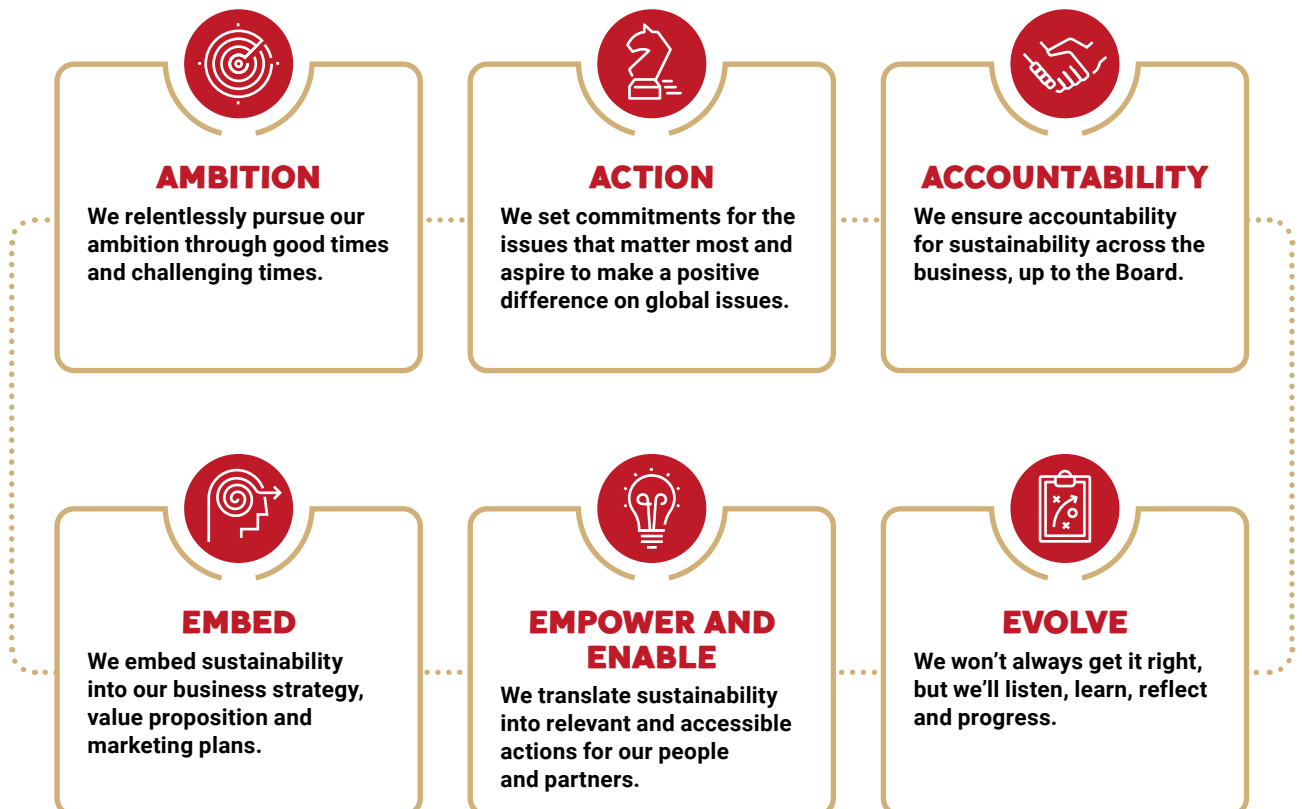 AMBITION
We relentlessly pursue our
ambition through good times
and challenging times.
ACTION
We set commitments for the
issues that matter most and
aspire to make a positive
difference on global issues.
ACCOUNTABILITY
We ensure accountability
for sustainability across the
business, up to the Board.
EMBED
We embed sustainability
into our business strategy,
value proposition and
marketing plans.
EMPOWER AND
ENABLE
We translate sustainability
into relevant and accessible
actions for our people
and partners.
EVOLVE
We won’t always get it right,
but we’ll listen, learn, reflect
and progress.